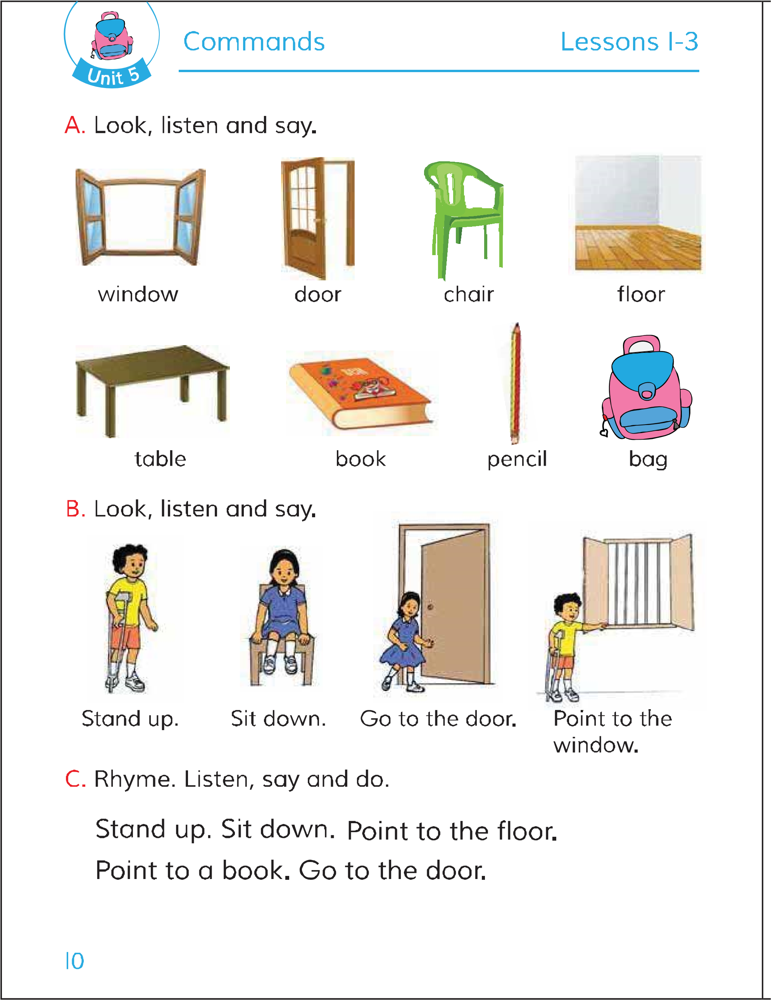 Unit 5
Commands
Lessons 1-3
A. Look, listen and say.
window door chair floor
table book pencil bag
B. Look, listen and say.
Stand up. Sit down. Go to the door. Point to the
window.
C. Rhyme. Listen, say and do.
Stand up. Sit down. Point to the floor.
Point to a book. Go to the door.
10